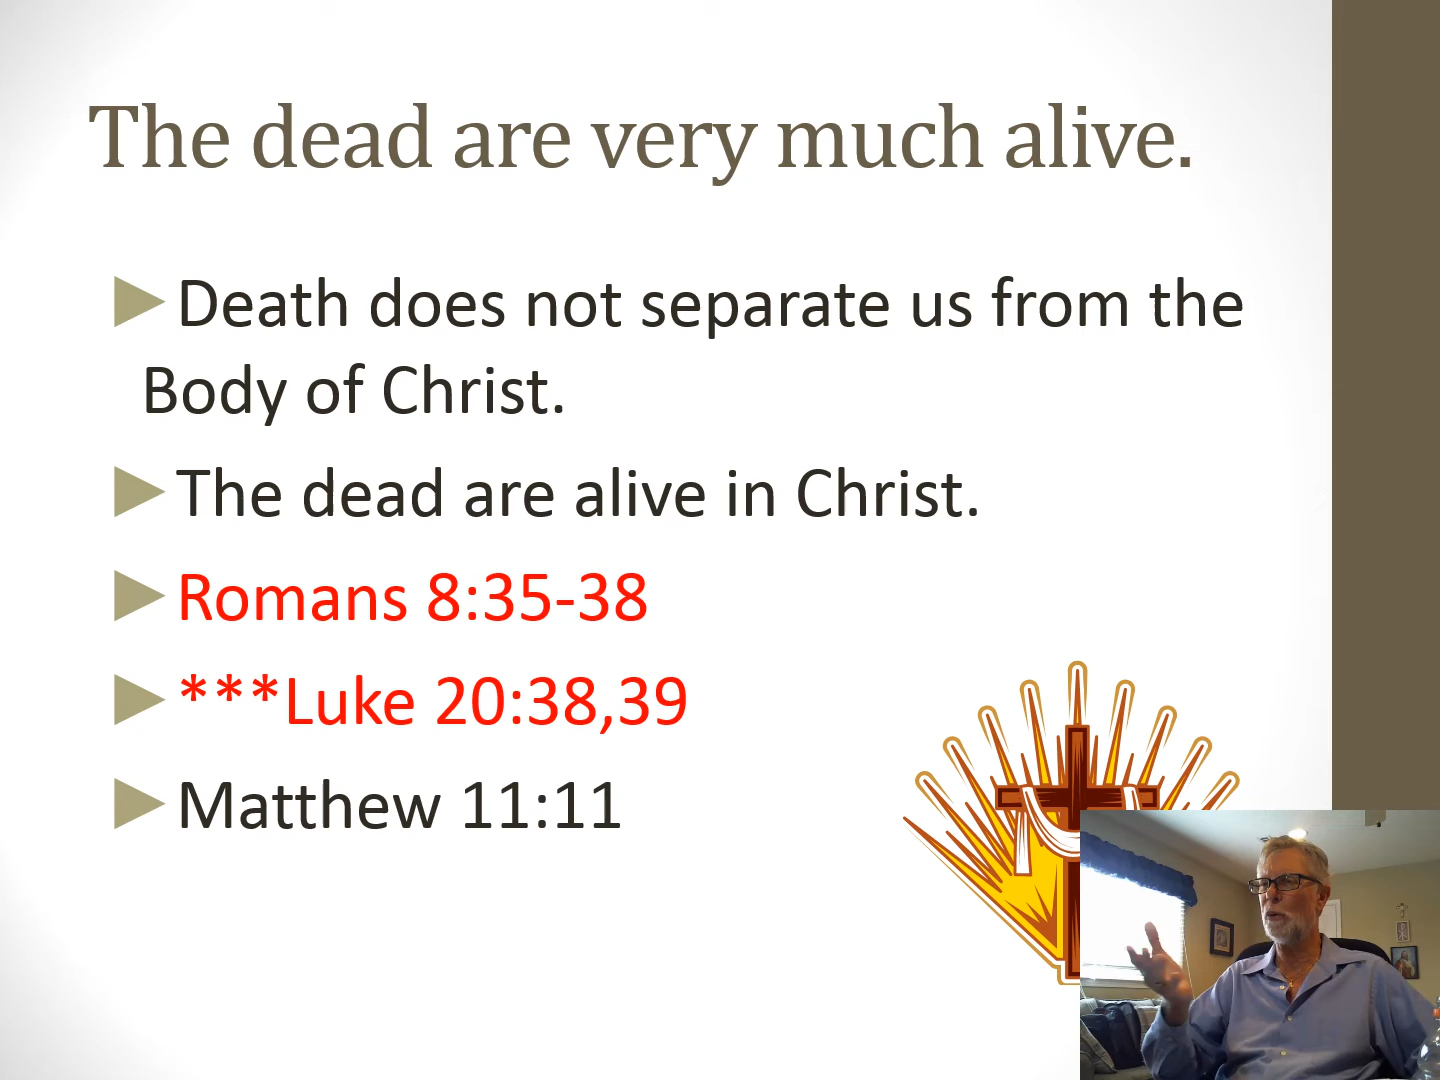 The dead are very much alive.
Death does not separate us from the
Body of Christ.
The dead are alive in Christ.
Romans 8:35-38
***Luke 20:38,39
Matthew 11:11